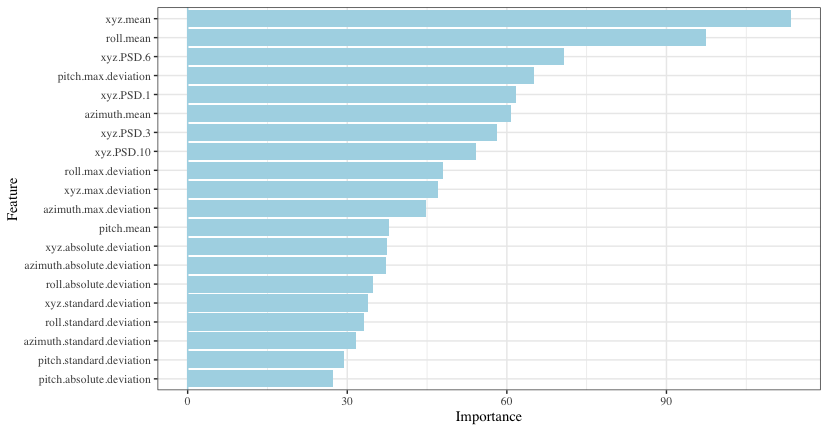 xyz.mean
roll.mean
xyz.PSD.6
pitch.max.deviation
xyz.PSD.1
azimuth.mean
xyz.PSD.3
xyz.PSD.10
roll.max.deviation
xyz.max.deviation
azimuth.max.deviation
pitch.mean
xyz.absolute.deviation
azimuth.absolute.deviation
roll.absolute.deviation
xyz.standard.deviation
roll.standard.deviation
azimuth.standard.deviation
pitch.standard.deviation
pitch.absolute.deviation
Feature
0 30 60 90
Importance